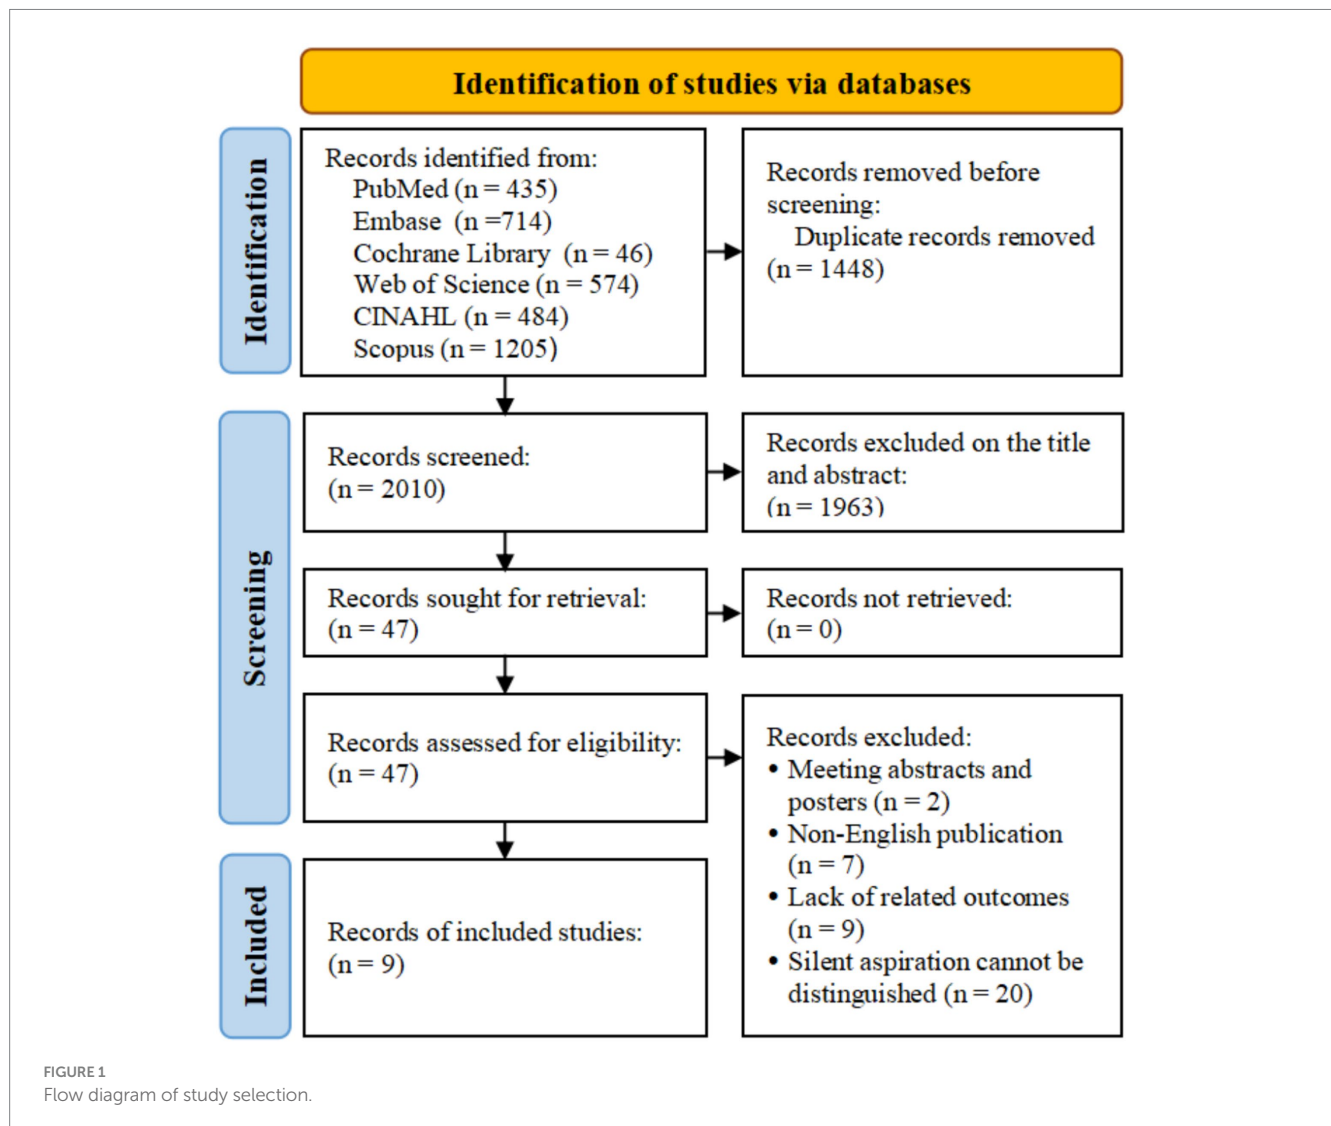 Identification of studies via databases
Identification
Records identified from:
PubMed (n = 435)
Embase (n =714)
Cochrane Library (n = 46)
Web of Science (n = 574)
CINAHL (n = 484)
Scopus (n = 1205)
Records removed before
screening:
Duplicate records removed
(n = 1448)
Screening
Records screened:
(n = 2010)
Records excluded on the title
and abstract:
(n = 1963)
Records sought for retrieval:
(n = 47)
Records not retrieved:
(n = 0)
Records assessed for eligibility:
(n = 47)
Records excluded:
• Meeting abstracts and
posters (n = 2)
• Non-English publication
(n = 7)
• Lack of related outcomes
(n = 9)
• Silent aspiration cannot be
distinguished (n = 20)
Included
Records of included studies:
(n = 9)
FIGURE 1
Flow diagram of study selection.